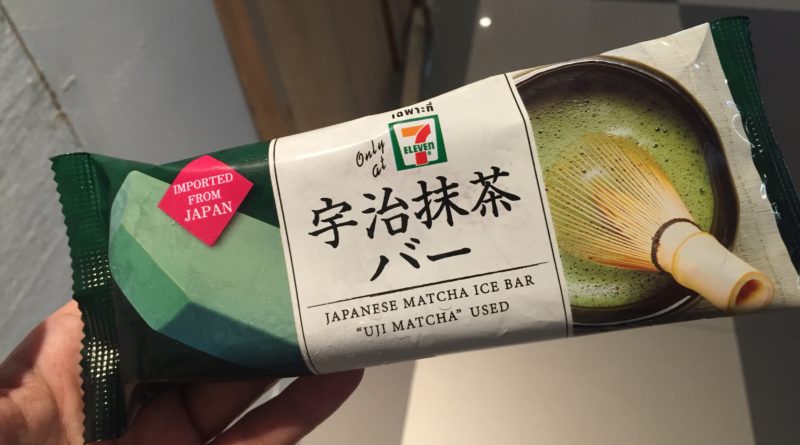 เฉพาะที่
Only
At
7
ELEVEN
IMPORTED
FROM
JAPAN
宇治抹茶
バー
JAPANESE MATCHA ICE BAR
"UJI MATCHA" USED